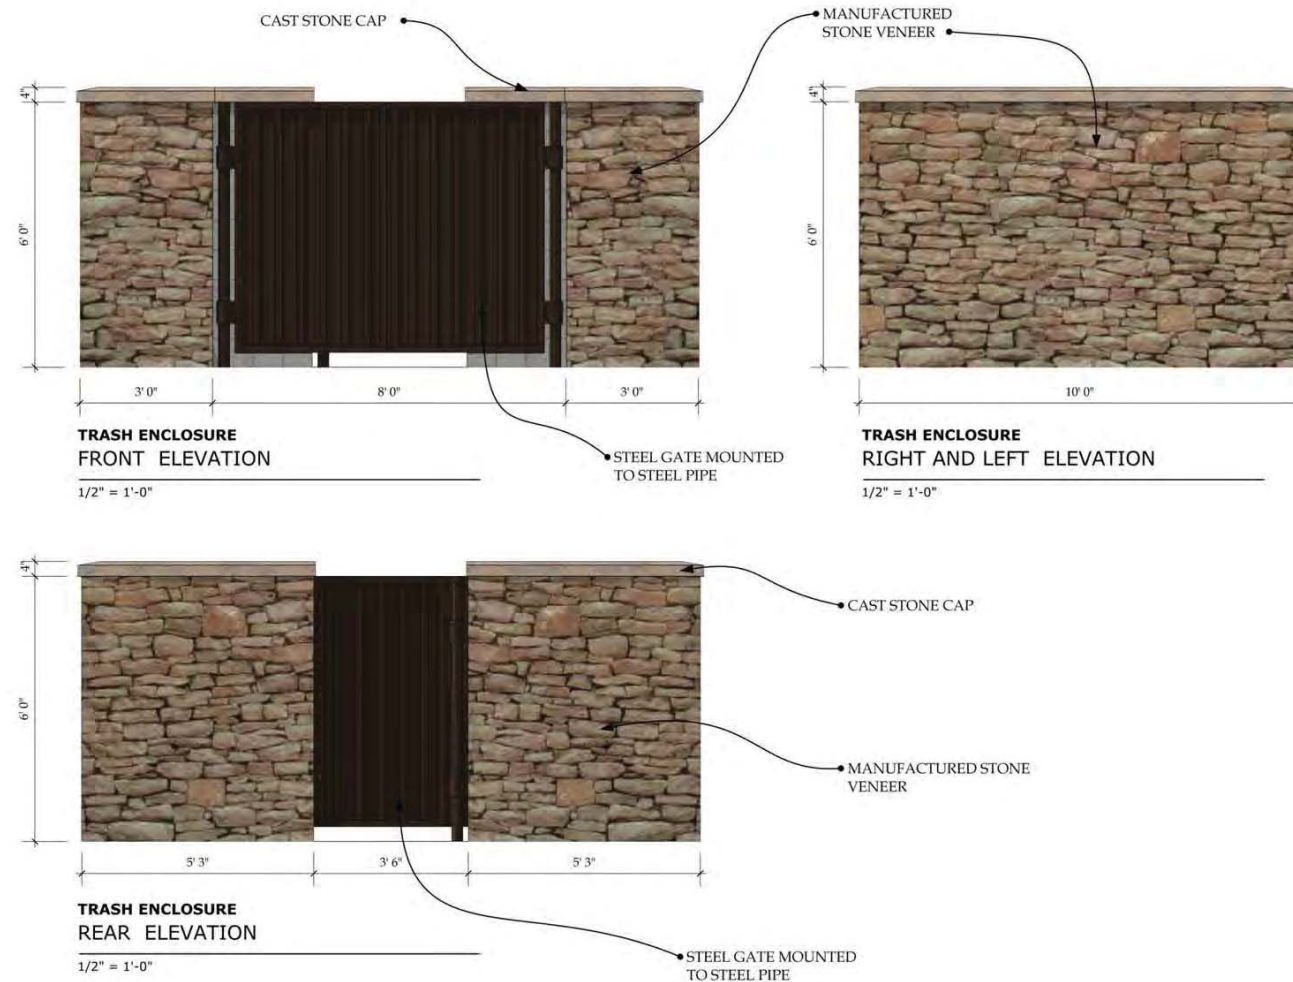 CAST STONE CAP
MANUFACTURED
STONE VENEER
4"
6' 0"
3' 0"
8' 0"
3' 0"
TRASH ENCLOSURE
FRONT ELEVATION
1/2" = 1'-0"
STEEL GATE MOUNTED
TO STEEL PIPE
4"
6' 0"
10' 0"
TRASH ENCLOSURE
RIGHT AND LEFT ELEVATION
1/2" = 1'-0"
4"
6' 0"
CAST STONE CAP
MANUFACTURED STONE
VENEER
5' 3"
3' 6"
5' 3"
TRASH ENCLOSURE
REAR ELEVATION
1/2" = 1'-0"
STEEL GATE MOUNTED
TO STEEL PIPE